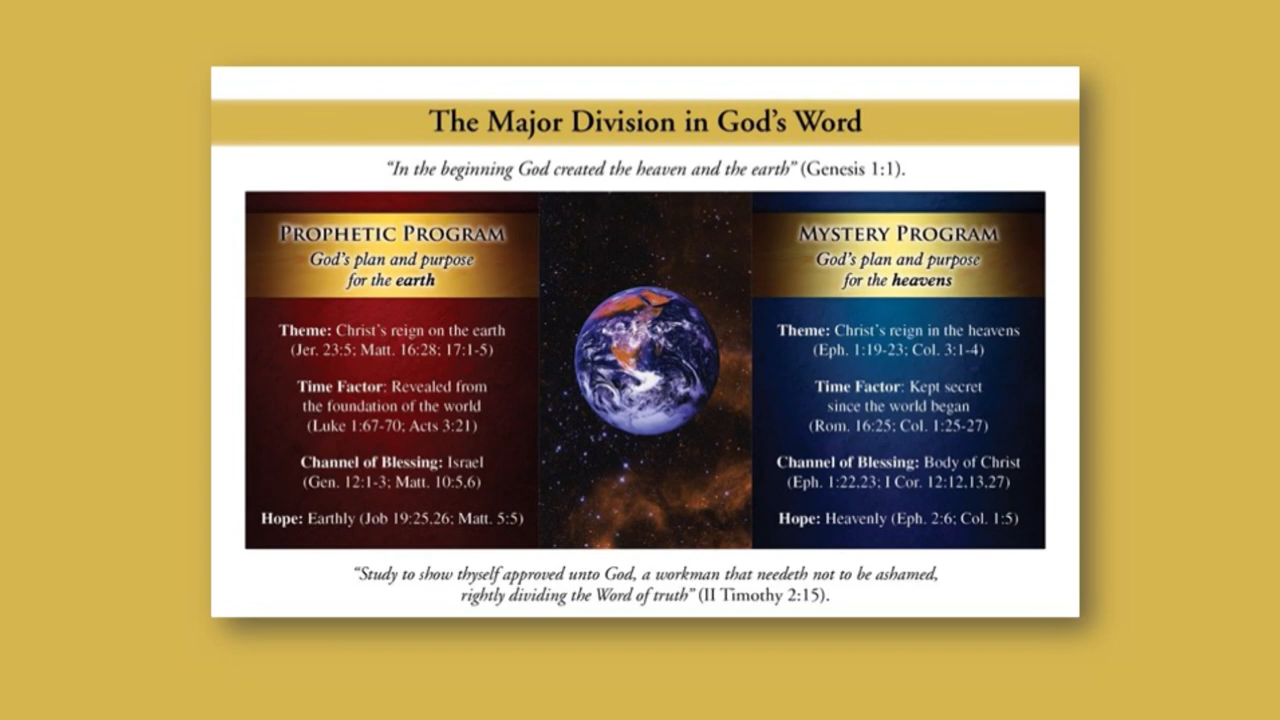 The Major Division in God's Word
"In the beginning God created the heaven and the earth" (Genesis 1:1).
PROPHETIC PROGRAM
God's plan and purpose
for the earth
Theme: Christ's reign on the earth
(Jer. 23:5; Matt. 16:28; 17:1-5)
Time Factor: Revealed from
the foundation of the world
(Luke 1:67-70; Acts 3:21)
Channel of Blessing: Israel
(Gen. 12:1-3; Matt. 10:5,6)
Hope: Earthly (Job 19:25,26; Matt. 5:5)
MYSTERY PROGRAM
God's plan and purpose
for the heavens
Theme: Christ's reign in the heavens
(Eph. 1:19-23; Col. 3:1-4)
Time Factor: Kept secret
since the world began
(Rom. 16:25; Col. 1:25-27)
Channel of Blessing: Body of Christ
(Eph. 1:22,23; I Cor. 12:12,13,27)
Hope: Heavenly (Eph. 2:6; Col. 1:5)
"Study to show thyself approved unto God, a workman that needeth not to be ashamed,
rightly dividing the Word of truth" (II Timothy 2:15).